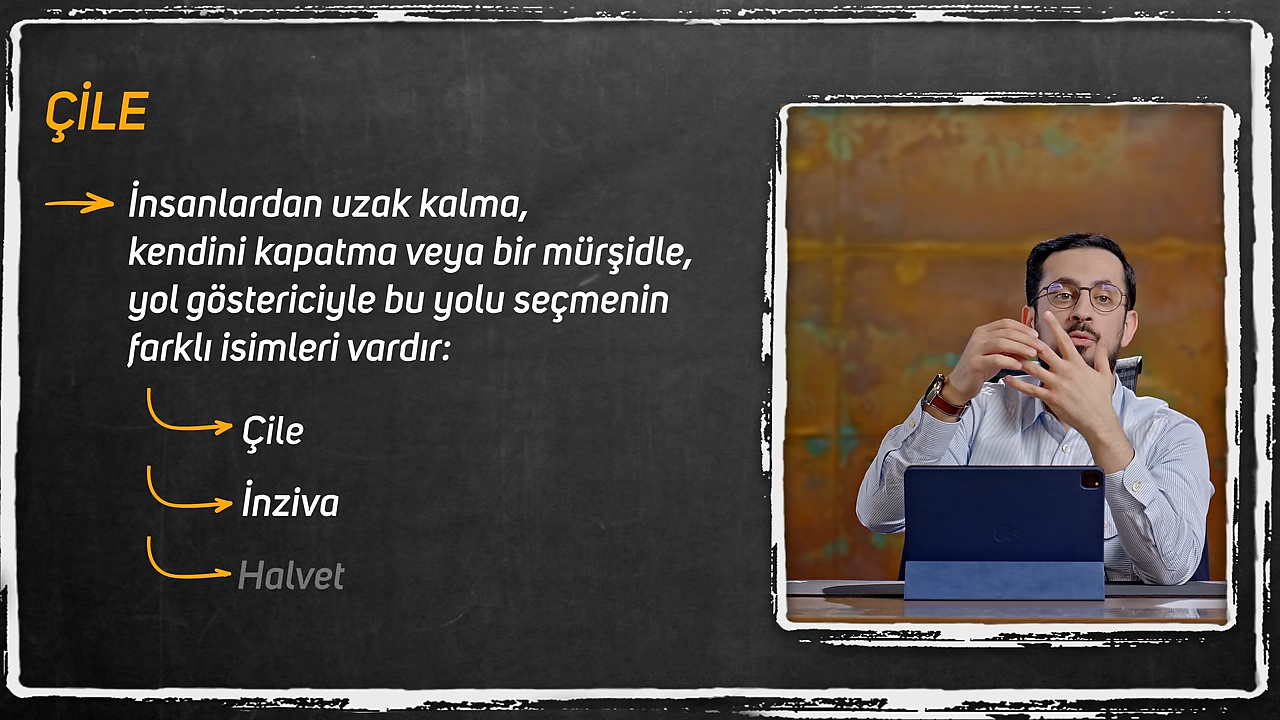 ÇİLE
İnsanlardan uzak kalma,
kendini kapatma veya bir mürşidle,
yol göstericiyle bu yolu seçmenin
farklı isimleri vardır:
Çile
İnziva
Halvet